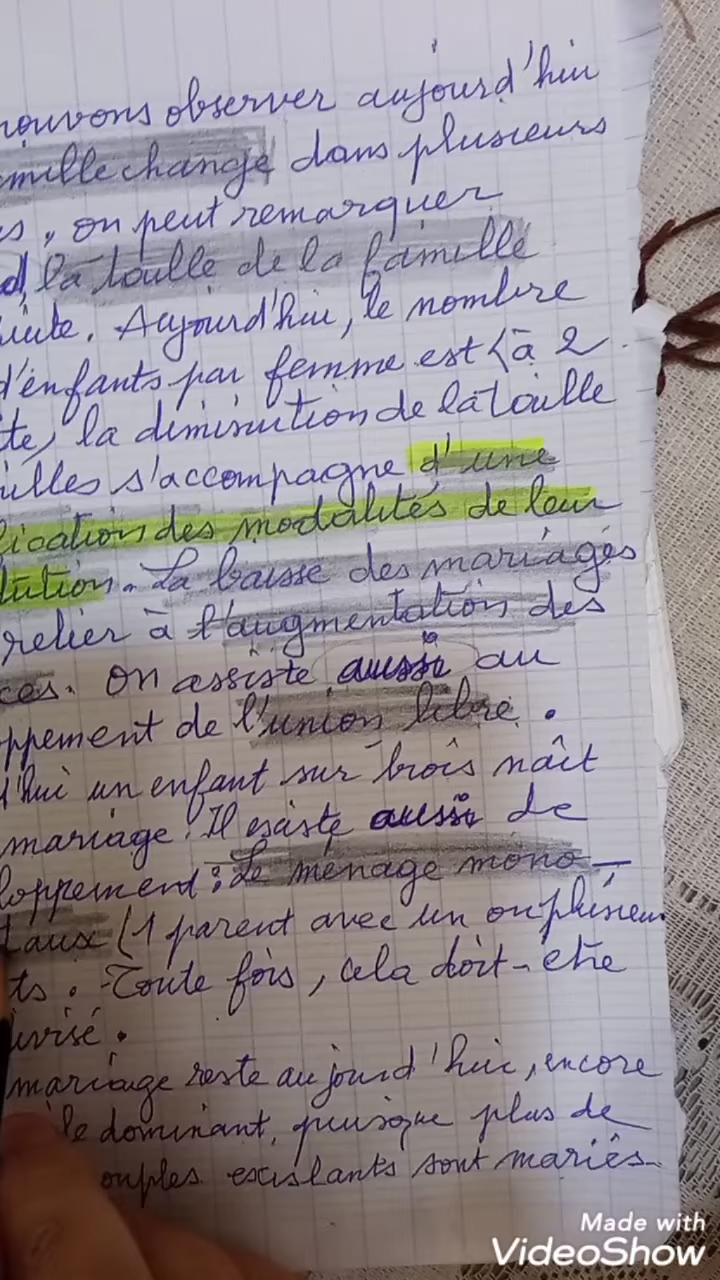 pouvons observer aujourd'hui
mille change dans plusieurs
s, on peut remarquer
d, la taille de la famille
inte. Aujourd'hui, le nombre
d'enfants par femme est < à 2
te, la diminution de la taille
illes s'accompagne d'une
ication des modalités de leur
tution. La baisse des mariages
relier à l'augmentation des
ces. On assiste aussi au
ppement de l'union libre.
d'hui un enfant sur trois naît
mariage. Il existe aussi de
loppement : Le ménage mono-
taux (1 parent avec un ou plusieurs
ts. Toute fois, cela doit-être
ivisé.
mariage reste aujourd'hui, encore
le dominant, puisque plus de
ouples existants sont mariés
Made with
VideoShow